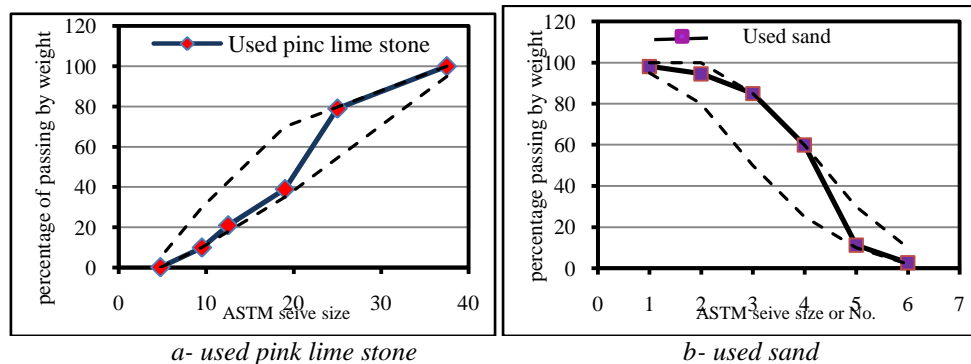 120
100
80
60
40
20
0
percentage of passing by weight
Used pinc lime stone
0 10 20 30 40
ASTM seive size
a- used pink lime stone
120
100
80
60
40
20
0
percentage passing by weight
Used sand
0 1 2 3 4 5 6 7
ASTM seive size or No.
b- used sand